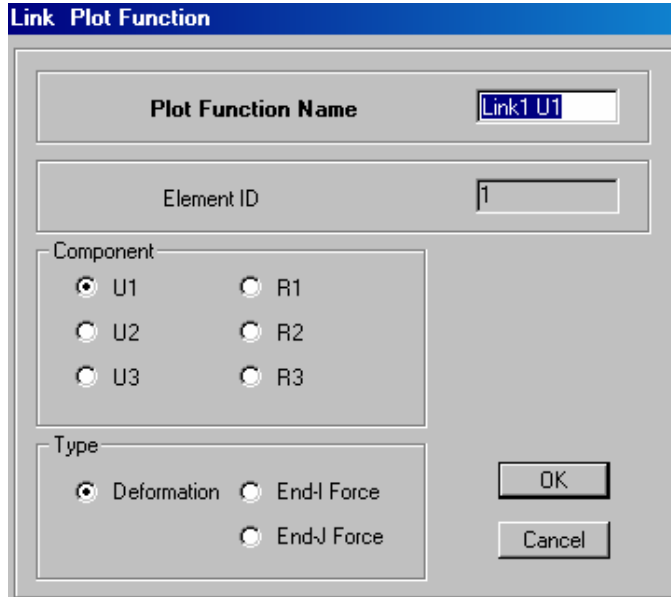 Link Plot Function
Plot Function Name Link1 U1
Element ID 1
Component
U1 R1
U2 R2
U3 R3
Type
Deformation End-I Force
End-J Force
OK
Cancel